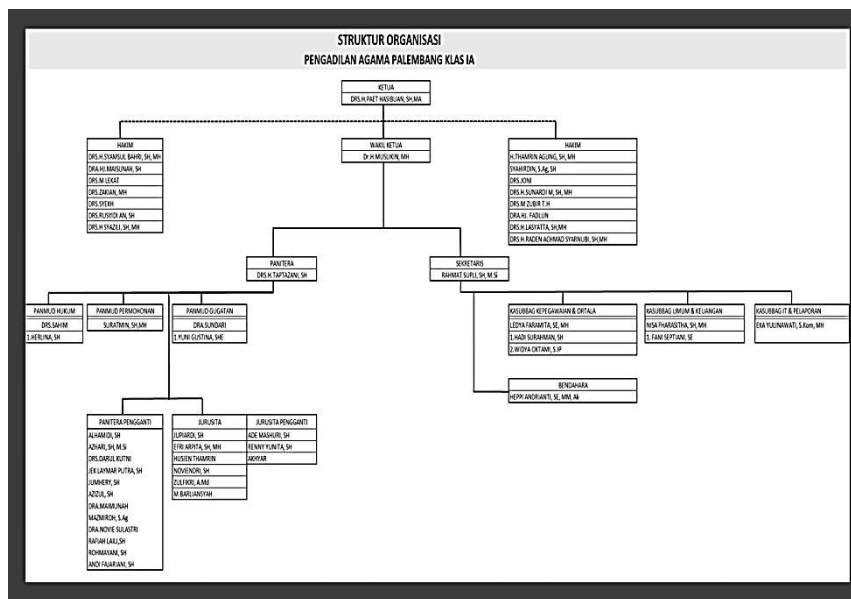 STRUKTUR ORGANISASI
PENGADILAN AGAMA PALEMBANG KLAS IA
KETUA
DRS.H.PAET HASIBUAN, SH,MA
HAKIM
DRS.H.SYAMSUL BAHRI, SH, MH
DRA.HJ.MAISUNAH, SH
DRS.M LEKAT
DRS.ZAKIAN, MH
DRS.SYEKH
DRS.RUSYDI AN, SH
DRS.H SYAZILI, SH, MH
WAKIL KETUA
Dr.H.MUSLIKIN, MH
HAKIM
H.THAMRIN AGUNG, SH, MH
SYAHIRDIN, S.Ag, SH
DRS.JONI
DRS.H.SUNARDI M, SH, MH
DRS.M ZUBIR T.H
DRA.HJ. FADLUN
DRS.H.LASYATTA, SH,MH
DRS.H.RADEN ACHMAD SYARNUBI, SH,MH
PANITERA
DRS.H.TAPTAZANI, SH
SEKRETARIS
RAHMAT SUPLI, SH, M.Si
PANMUD HUKUM
DRS.SAHIM
1.HERLINA, SH
PANMUD PERMOHONAN
SURATMIN, SH,MH
PANMUD GUGATAN
DRA.SUNDARI
1.YUNI GUSTINA, SHE
KASUBBAG KEPEGAWAIAN & ORTALA
LEDYA FARAMITA, SE, MH
1.HADI SURAHMAN, SH
2.WIDYA OKTAMI, S.IP
KASUBBAG UMUM & KEUANGAN
NISA FHARASITHA, SH, MH
1. FANI SEPTIANI, SE
KASUBBAG IT & PELAPORAN
EKA YULINAWATI, S.Kom, MH
BENDAHARA
HEPPI ANDRIANTI, SE, MM, Ak
PANITERA PENGGANTI
ALHAMIDI, SH
AZHARI, SH, M.Si
DRS.DARUL KUTNI
JEK LAYMAR PUTRA, SH
JUMHERY, SH
AZIZUL, SH
DRA.MAIMUNAH
MAZMIROH, S.Ag
DRA.NOVIE SULASTRI
RAFIAH LAILI,SH
ROHMAYANI, SH
ANDI FAJARIANI, SH
JURUSITA
JUPIARDI, SH
EFRI ARPITA, SH, MH
HUSIEN THAMRIN
NOVIENDRI, SH
ZULFIKRI, A.Md
M.BARLIANSYAH
JURUSITA PENGGANTI
ADE MASHURI, SH
RENNY YUNITA, SH
AKHYAR